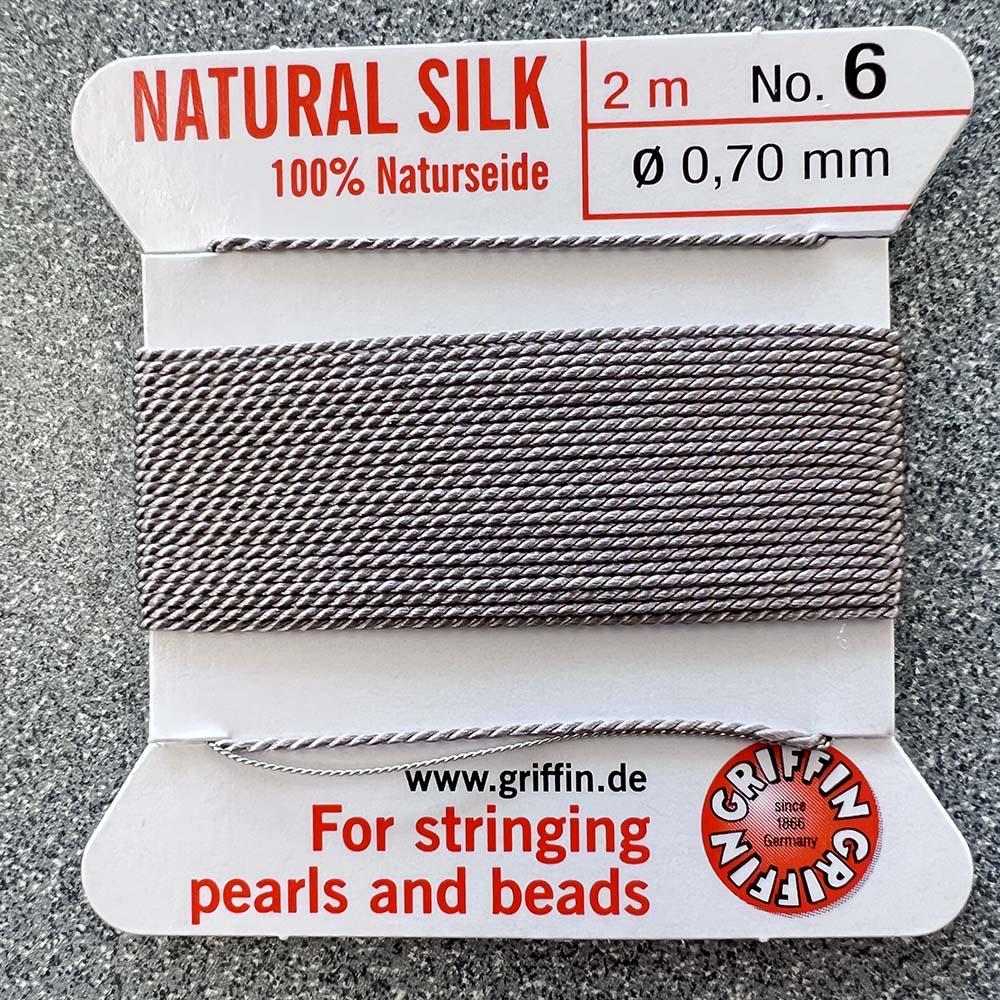 NATURAL SILK
100% Naturseide
2 m No. 6
Ø 0,70 mm
www.griffin.de
For stringing
pearls and beads
GRIFFIN GRIFFIN
since
1866
Germany